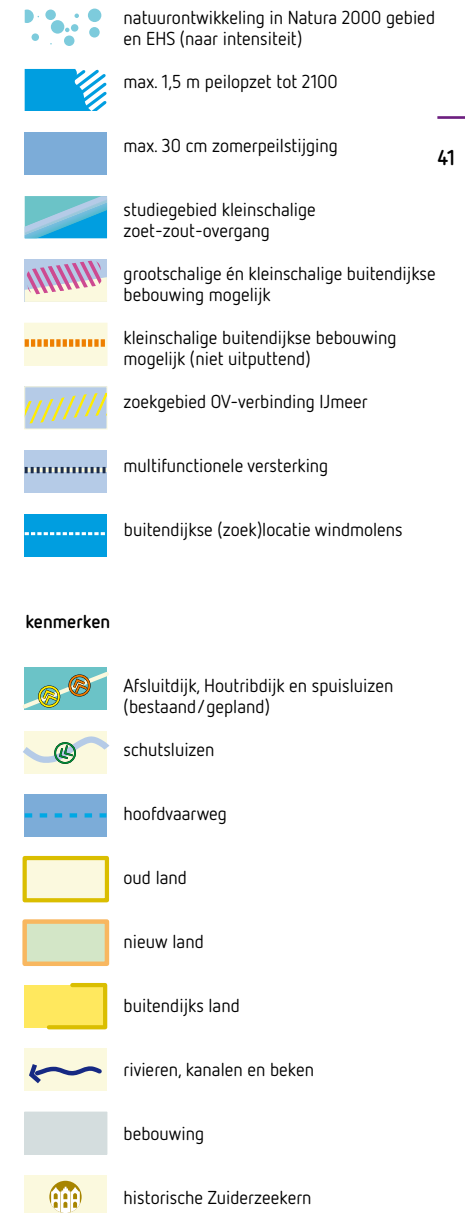 natuurontwikkeling in Natura 2000 gebied
en EHS (naar intensiteit)
max. 1,5 m peilopzet tot 2100
max. 30 cm zomerpeilstijging
41
studiegebied kleinschalige
zoet-zout-overgang
grootschalige én kleinschalige buitendijkse
bebouwing mogelijk
kleinschalige buitendijkse bebouwing
mogelijk (niet uitputtend)
zoekgebied OV-verbinding IJmeer
multifunctionele versterking
buitendijkse (zoek)locatie windmolens
kenmerken
Afsluitdijk, Houtribdijk en spuisluizen
(bestaand/gepland)
schutsluizen
hoofdvaarweg
oud land
nieuw land
buitendijks land
rivieren, kanalen en beken
bebouwing
historische Zuiderzeekern